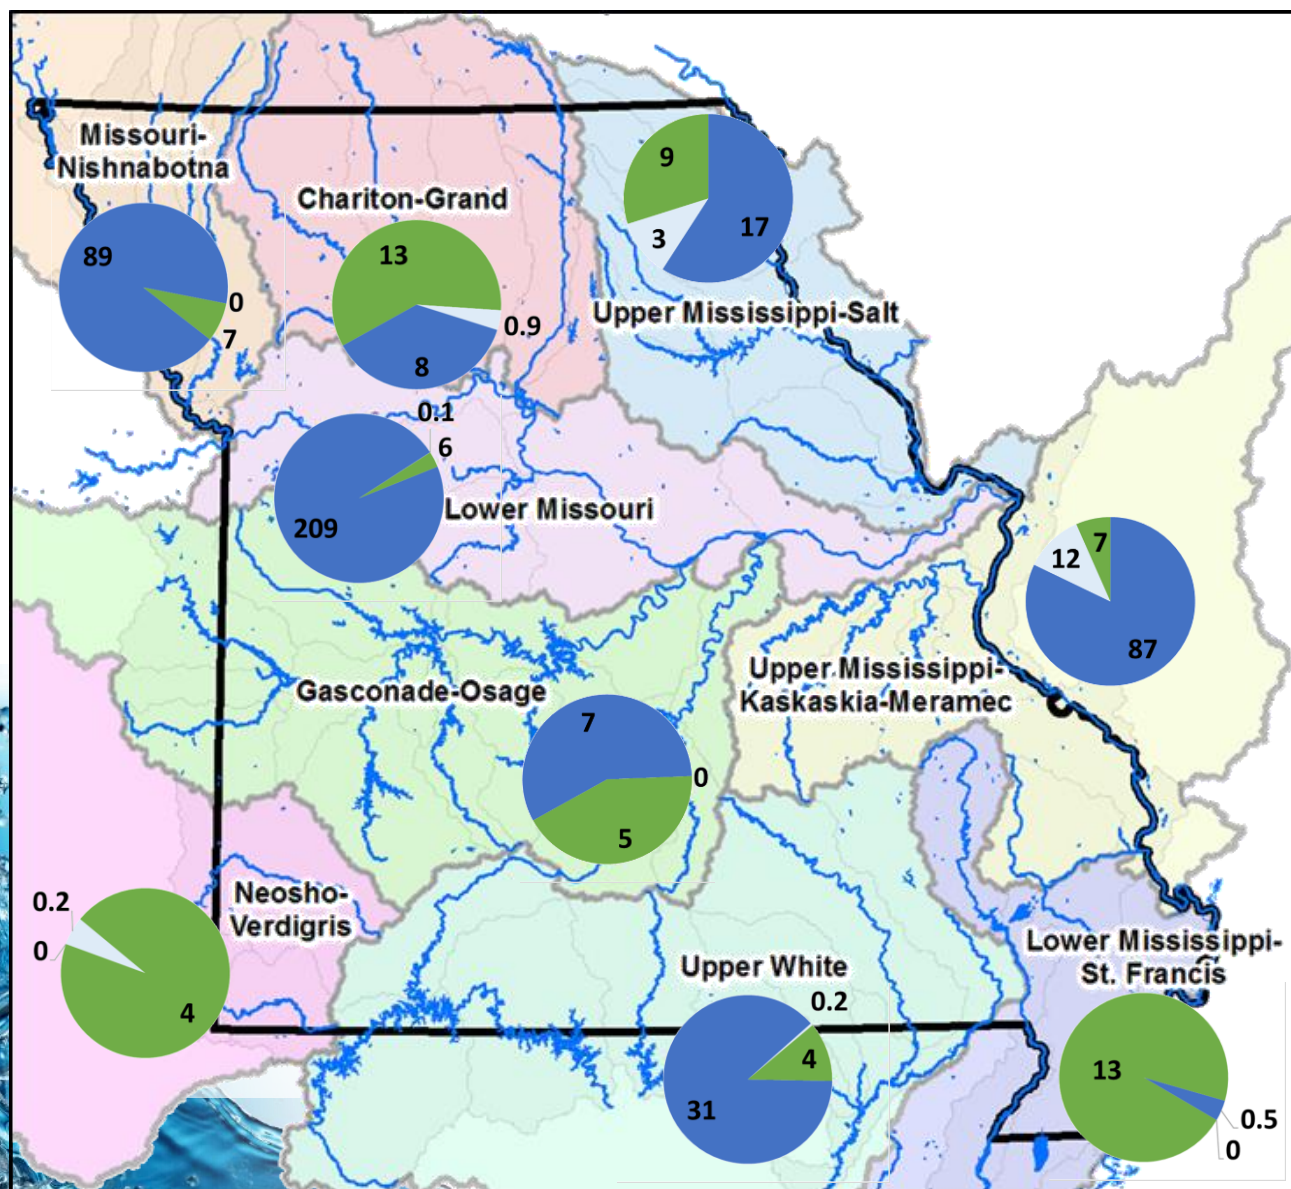 Missouri-
Nishnabotna
89
0
7
Chariton-Grand
13
0.9
8
9
3
17
Upper Mississippi-Salt
0.1
6
209
Lower Missouri
12
7
87
Upper Mississippi-
Kaskaskia-Meramec
Gasconade-Osage
7
0
5
Neosho-
Verdigris
0.2
0
4
Upper White
0.2
4
31
Lower Mississippi-
St. Francis
13
0.5
0